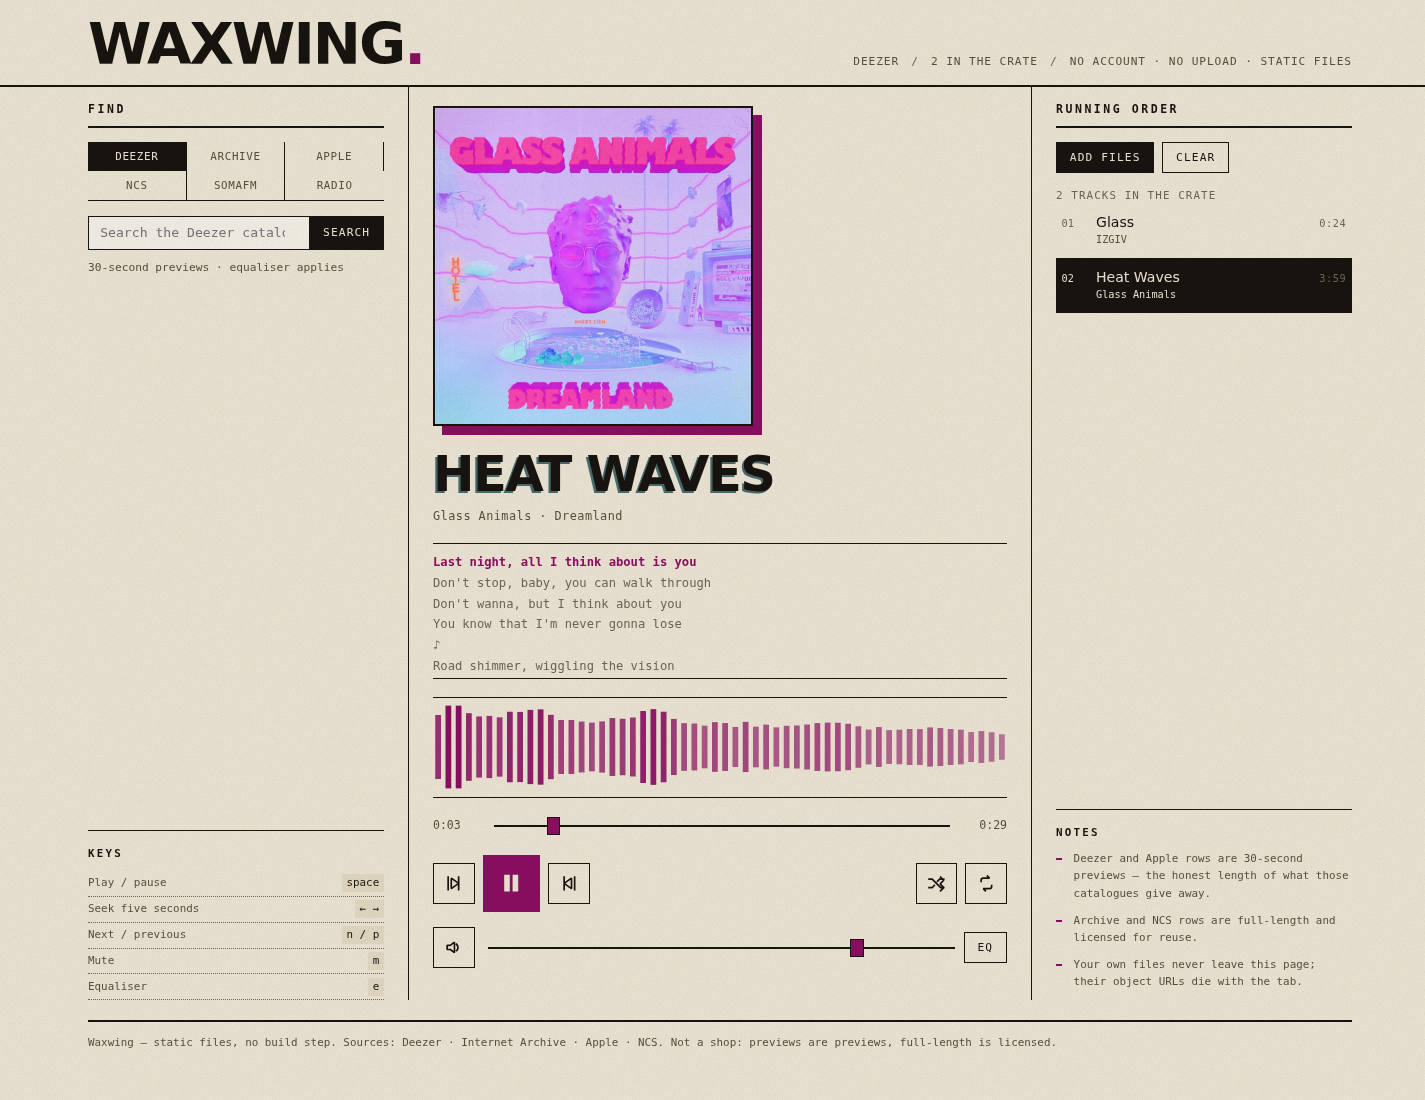 WAXWING.
DEEZER / 2 IN THE CRATE / NO ACCOUNT · NO UPLOAD · STATIC FILES
FIND
DEEZER ARCHIVE APPLE
NCS SOMAFM RADIO
Search the Deezer catalo SEARCH
30-second previews · equaliser applies
KEYS
Play / pause space
Seek five seconds ← →
Next / previous n / p
Mute m
Equaliser e
GLASS ANIMALS
HOTEL
DREAMLAND
HEAT WAVES
Glass Animals · Dreamland
Last night, all I think about is you
Don't stop, baby, you can walk through
Don't wanna, but I think about you
You know that I'm never gonna lose
♪
Road shimmer, wiggling the vision
0:03 0:29
EQ
RUNNING ORDER
ADD FILES CLEAR
2 TRACKS IN THE CRATE
01 Glass 0:24
IZGIV
02 Heat Waves 3:59
Glass Animals
NOTES
Deezer and Apple rows are 30-second
previews — the honest length of what those
catalogues give away.
Archive and NCS rows are full-length and
licensed for reuse.
Your own files never leave this page;
their object URLs die with the tab.
Waxwing — static files, no build step. Sources: Deezer · Internet Archive · Apple · NCS. Not a shop: previews are previews, full-length is licensed.